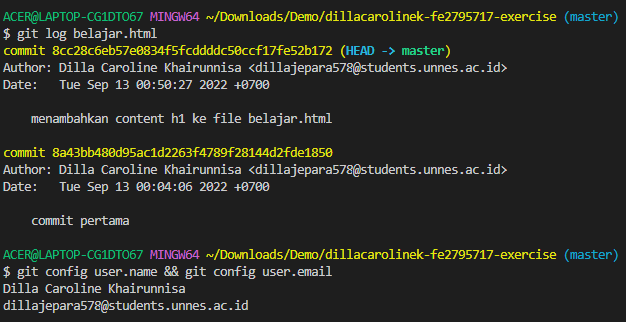 ACER@LAPTOP-CG1DTO67 MINGW64 ~/Downloads/Demo/dillacarolinek-fe2795717-exercise (master)
$ git log belajar.html
commit 8cc28c6eb57e0834f5fcddddc50ccf17fe52b172 (HEAD -> master)
Author: Dilla Caroline Khairunnisa <dillajepara578@students.unnes.ac.id>
Date:   Tue Sep 13 00:50:27 2022 +0700
    menambahkan content h1 ke file belajar.html
commit 8a43bb480d95ac1d2263f4789f28144d2fde1850
Author: Dilla Caroline Khairunnisa <dillajepara578@students.unnes.ac.id>
Date:   Tue Sep 13 00:04:06 2022 +0700
    commit pertama
ACER@LAPTOP-CG1DTO67 MINGW64 ~/Downloads/Demo/dillacarolinek-fe2795717-exercise (master)
$ git config user.name && git config user.email
Dilla Caroline Khairunnisa
dillajepara578@students.unnes.ac.id